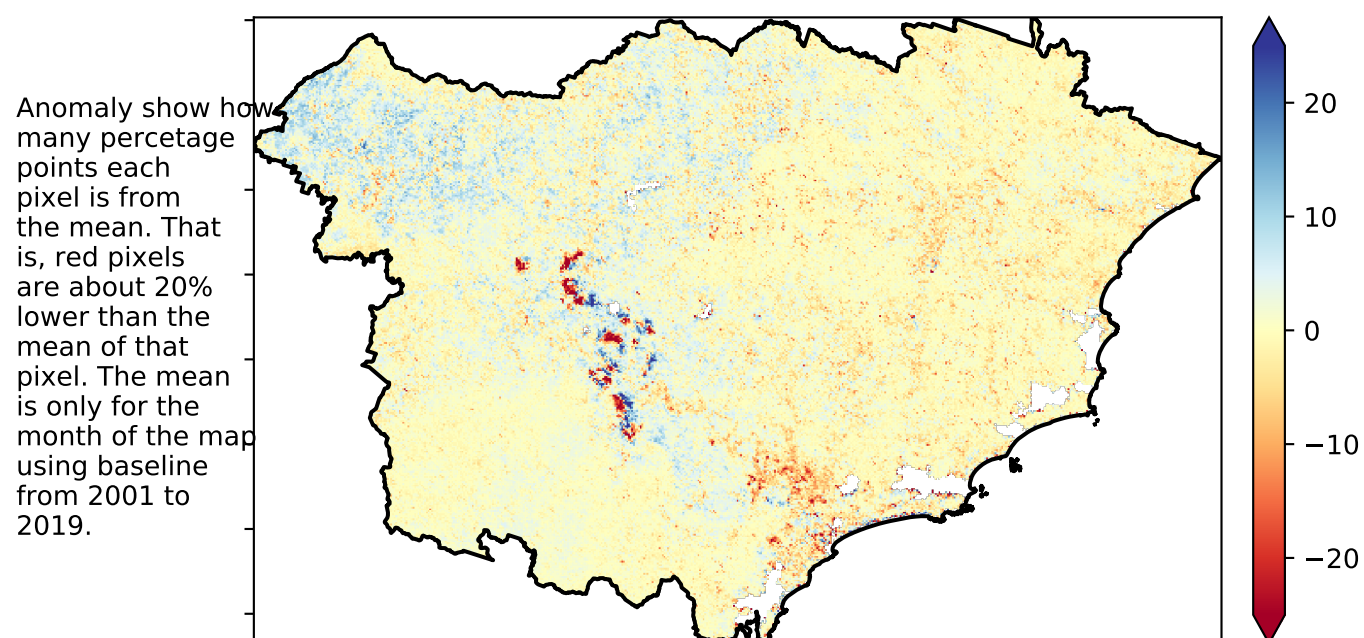 Anomaly show how
many percetage
points each
pixel is from
the mean. That
is, red pixels
are about 20%
lower than the
mean of that
pixel. The mean
is only for the
month of the map
using baseline
from 2001 to
2019.
20
10
0
−10
−20